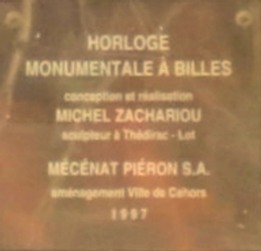 HORLOGE
MONUMENTALE À BILLES
conception et réalisation
MICHEL ZACHARIOU
sculpteur à Thédirac - Lot
MÉCÉNAT PIÉRON S.A.
aménagement Ville de Cahors
1997